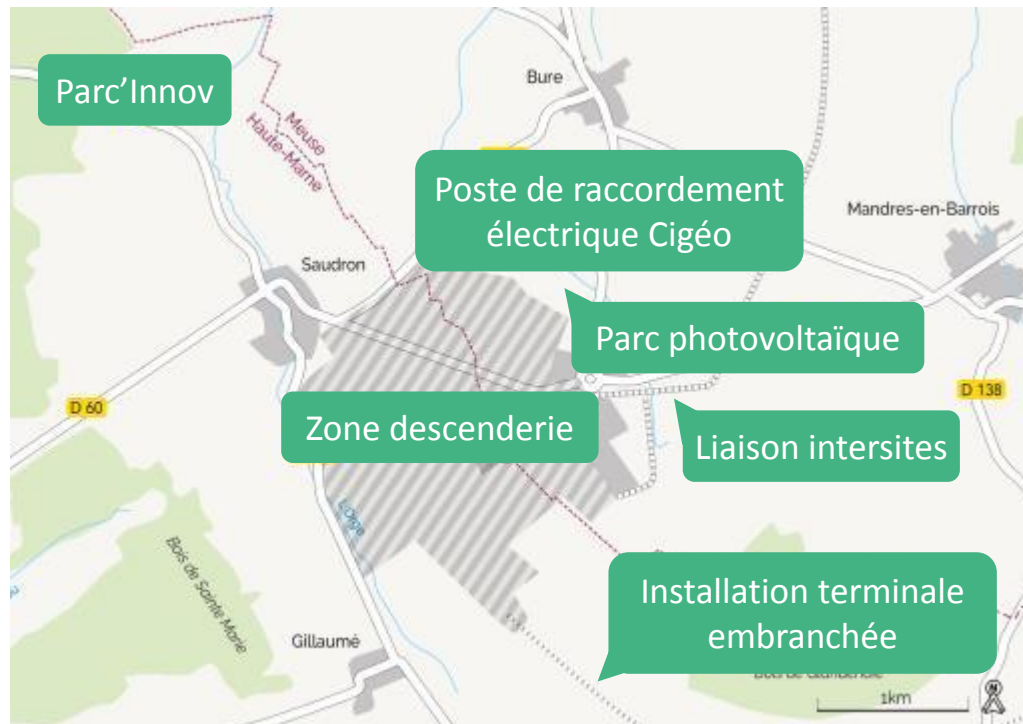 Parc’Innov
Bure
Meuse
Haute-Marne
Poste de raccordement
électrique Cigéo
Mandres-en-Barrois
Saudron
Parc photovoltaïque
D 60
D 138
Zone descenderie
Liaison intersites
L'Orge
Bois de Sainte Marie
Installation terminale
embranchée
Gillaumé
1km
N